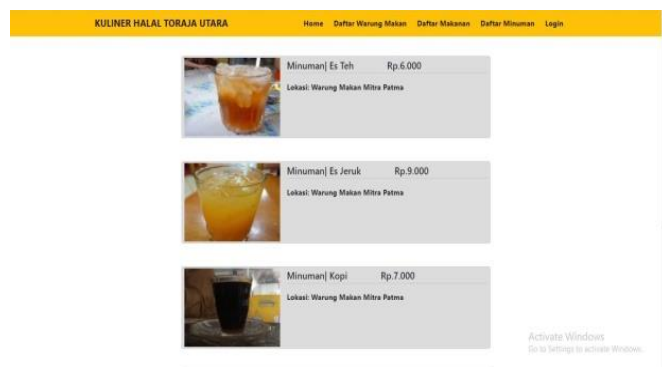 KULINER HALAL TORAJA UTARA Home Daftar Warung Makan Daftar Makanan Daftar Minuman Login
Minuman| Es Teh Rp.6.000
Lokasi: Warung Makan Mitra Patma
Minuman| Es Jeruk Rp.9.000
Lokasi: Warung Makan Mitra Patma
Minuman| Kopi Rp.7.000
Lokasi: Warung Makan Mitra Patma
Activate Windows
Go to Settings to activate Windows.